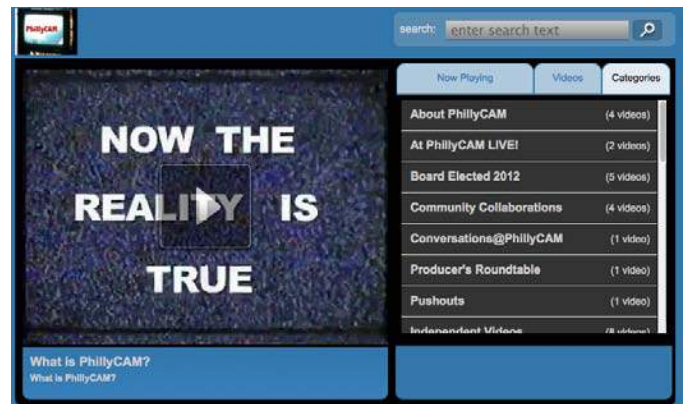 PhillyCAM
search: enter search text
Now Playing Videos Categories
About PhillyCAM (4 videos)
At PhillyCAM LIVE! (2 videos)
Board Elected 2012 (5 videos)
Community Collaborations (4 videos)
Conversations@PhillyCAM (1 video)
Producer's Roundtable (1 video)
Pushouts (1 video)
Independent Videos (8 videos)
NOW THE
REALITY IS
TRUE
What is PhillyCAM?
What is PhillyCAM?